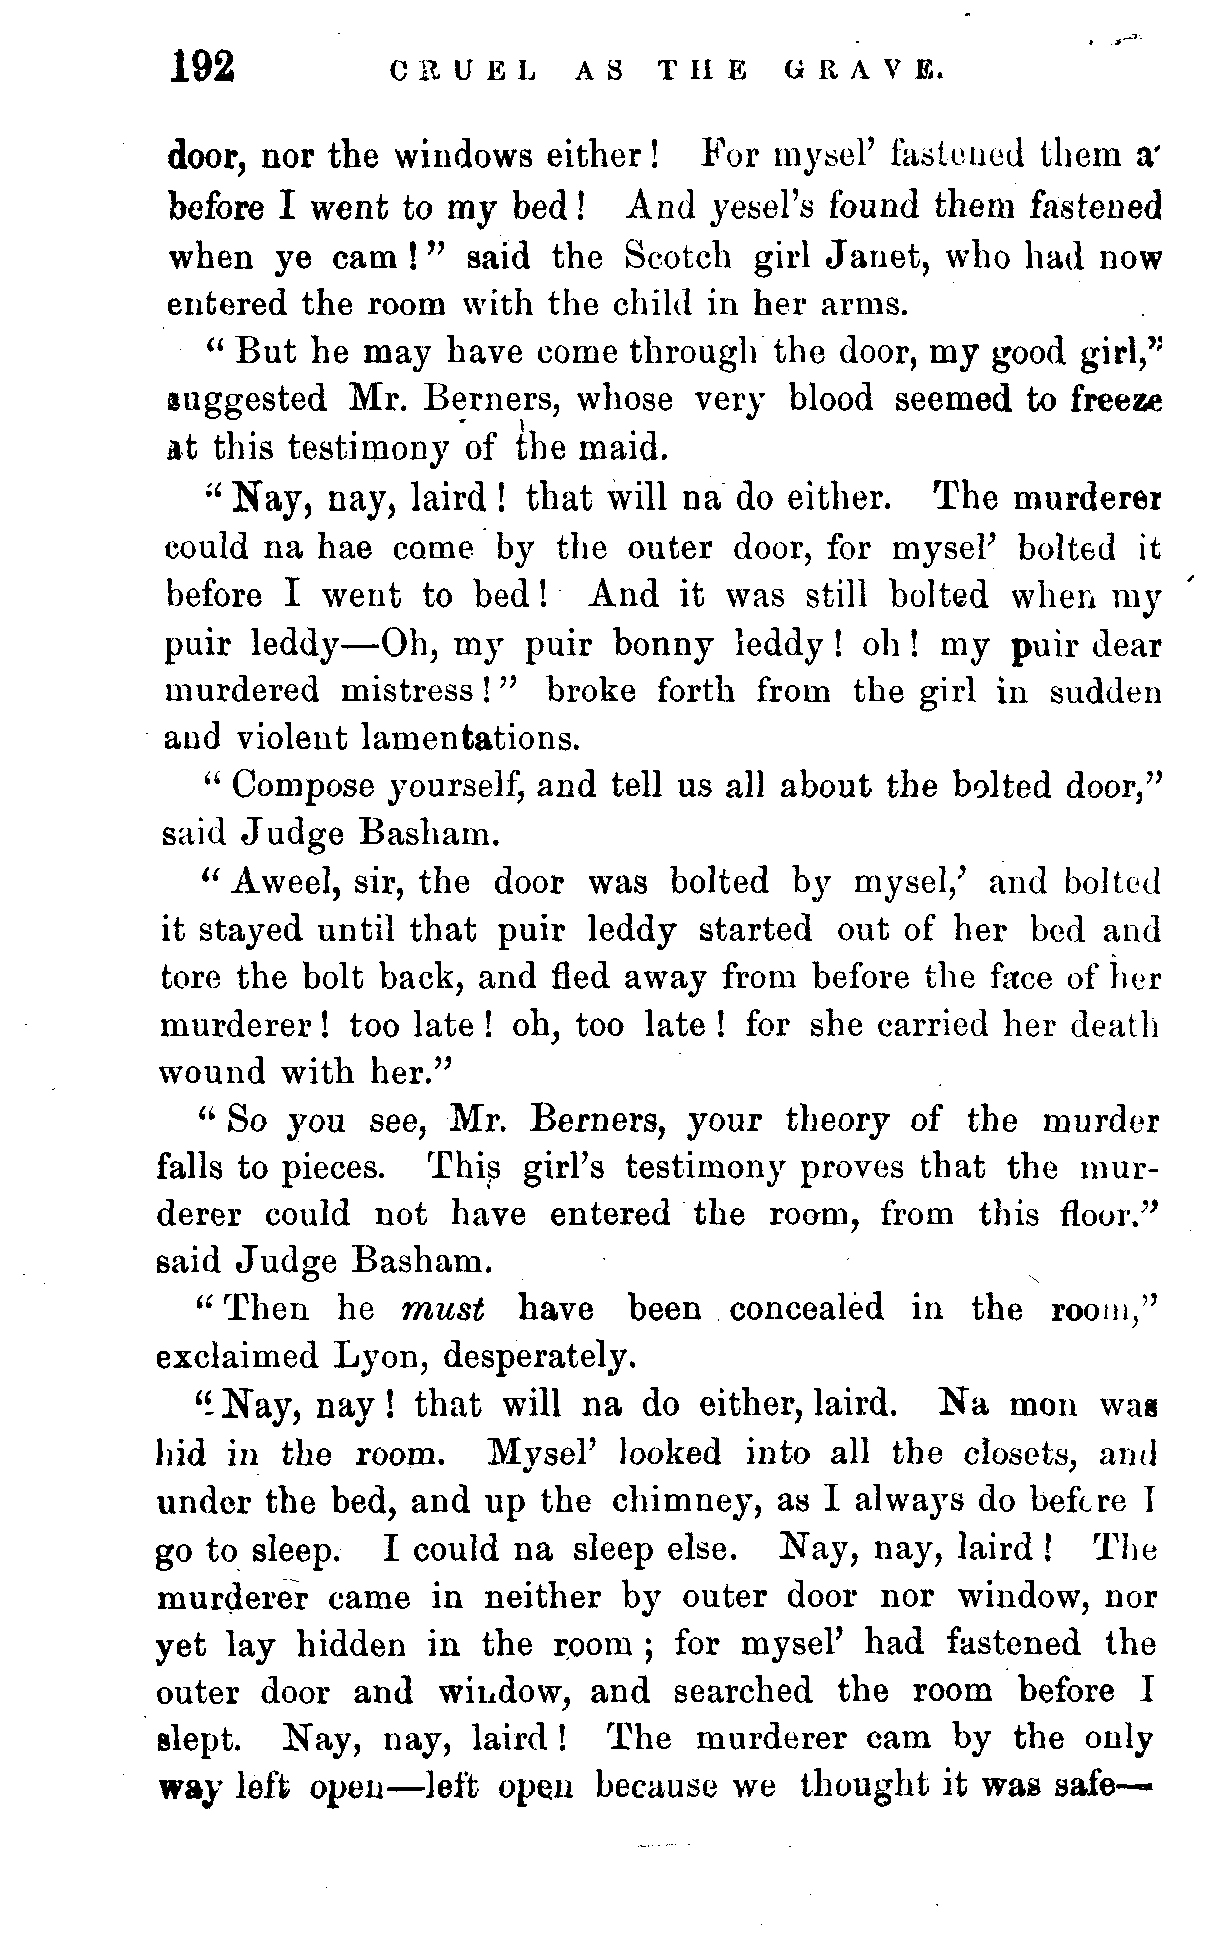 192 CRUEL AS THE GRAVE.
door, nor the windows either! For mysel' fastened them a'
before I went to my bed! And yesel's found them fastened
when ye cam!" said the Scotch girl Janet, who had now
entered the room with the child in her arms.
"But he may have come through the door, my good girl,"
suggested Mr. Berners, whose very blood seemed to freeze
at this testimony of the maid.
"Nay, nay, laird! that will na do either. The murderer
could na hae come by the outer door, for mysel' bolted it
before I went to bed! And it was still bolted when my
puir leddy—Oh, my puir bonny leddy! oh! my puir dear
murdered mistress!" broke forth from the girl in sudden
and violent lamentations.
"Compose yourself, and tell us all about the bolted door,"
said Judge Basham.
"Aweel, sir, the door was bolted by mysel,' and bolted
it stayed until that puir leddy started out of her bed and
tore the bolt back, and fled away from before the face of her
murderer! too late! oh, too late! for she carried her death
wound with her."
"So you see, Mr. Berners, your theory of the murder
falls to pieces. This girl's testimony proves that the mur-
derer could not have entered the room, from this floor."
said Judge Basham.
"Then he must have been concealed in the room,"
exclaimed Lyon, desperately.
"Nay, nay! that will na do either, laird. Na mon was
hid in the room. Mysel' looked into all the closets, and
under the bed, and up the chimney, as I always do before I
go to sleep. I could na sleep else. Nay, nay, laird! The
murderer came in neither by outer door nor window, nor
yet lay hidden in the room; for mysel' had fastened the
outer door and window, and searched the room before I
slept. Nay, nay, laird! The murderer cam by the only
way left open—left open because we thought it was safe—